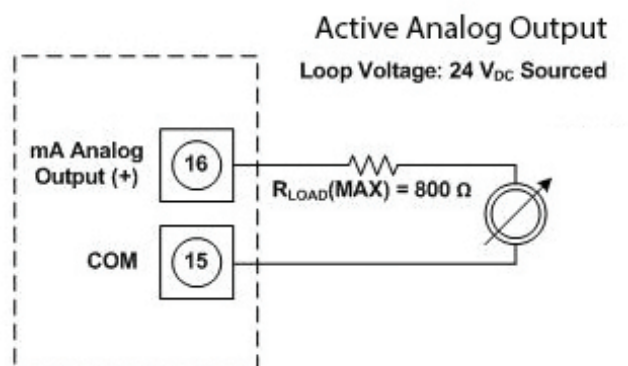 Active Analog Output
Loop Voltage: 24 VDC Sourced
mA Analog
Output (+)
16
RLOAD(MAX) = 800 Ω
COM
15